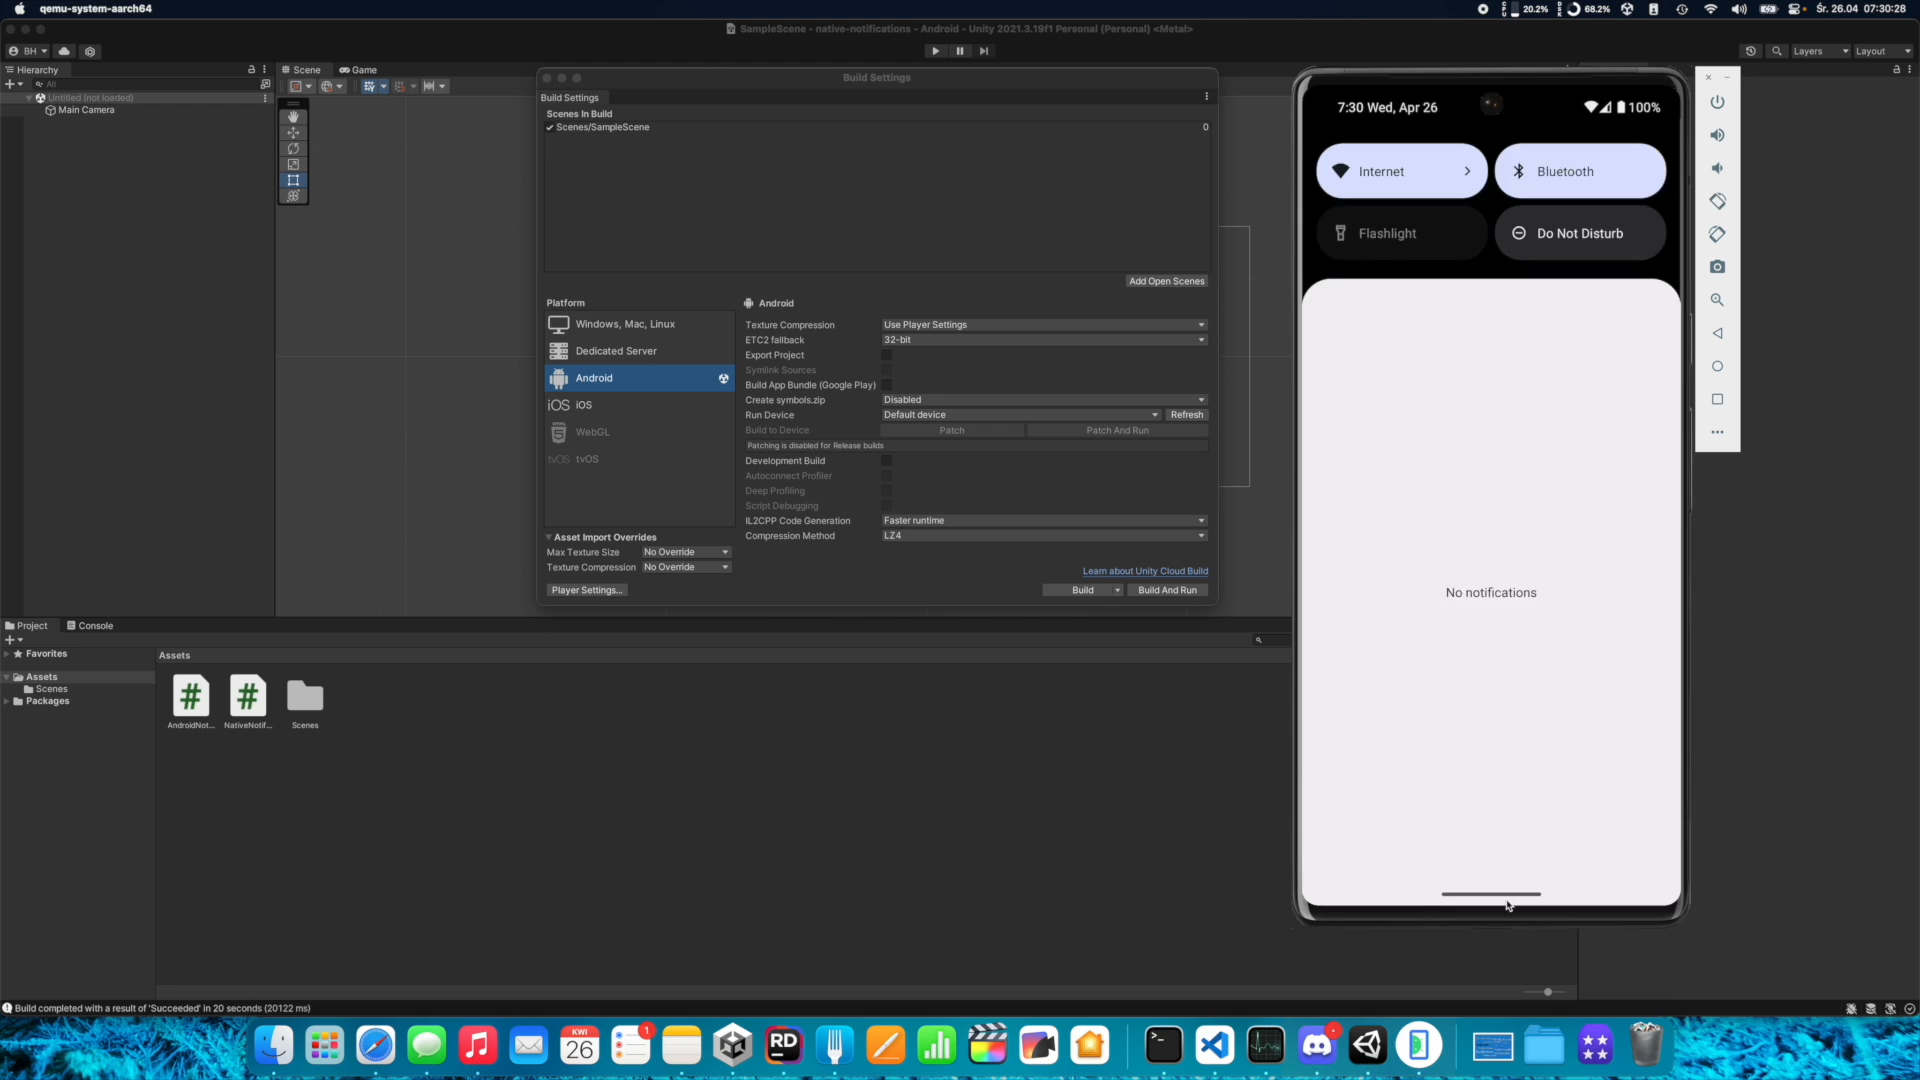 qemu-system-aarch64
20.2%
68.2%
Śr. 26.04 07:30:28
SampleScene - native-notifications - Android - Unity 2021.3.19f1 Personal (Personal) <Metal>
BH
Layers
Layout
Hierarchy
Scene
Game
All
Untitled (not loaded)
Main Camera
Build Settings
Build Settings
Scenes In Build
Scenes/SampleScene
0
Add Open Scenes
Platform
Windows, Mac, Linux
Dedicated Server
Android
iOS iOS
WebGL
tvOS tvOS
Asset Import Overrides
Max Texture Size No Override
Texture Compression No Override
Player Settings...
Android
Texture Compression Use Player Settings
ETC2 fallback 32-bit
Export Project
Symlink Sources
Build App Bundle (Google Play)
Create symbols.zip Disabled
Run Device Default device Refresh
Build to Device Patch Patch And Run
Patching is disabled for Release builds
Development Build
Autoconnect Profiler
Deep Profiling
Script Debugging
IL2CPP Code Generation Faster runtime
Compression Method LZ4
Learn about Unity Cloud Build
Build Build And Run
7:30 Wed, Apr 26
100%
Internet
Bluetooth
Flashlight
Do Not Disturb
No notifications
Project
Console
Favorites
Assets
Scenes
Packages
Assets
AndroidNot...
NativeNotif...
Scenes
Build completed with a result of 'Succeeded' in 20 seconds (20122 ms)
KWI
26
1
RD